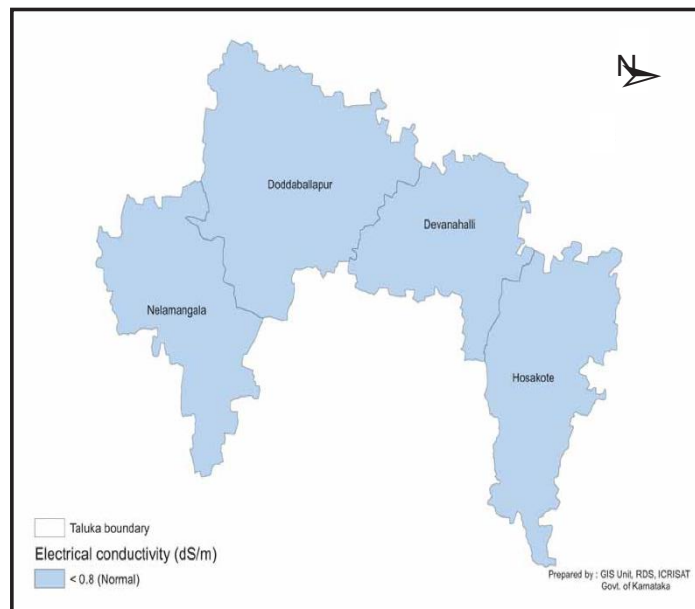 N
Doddaballapur
Devanahalli
Nelamangala
Hosakote
Taluka boundary
Electrical conductivity (dS/m)
< 0.8 (Normal)
Prepared by : GIS Unit, RDS, ICRISAT
Govt. of Karnataka